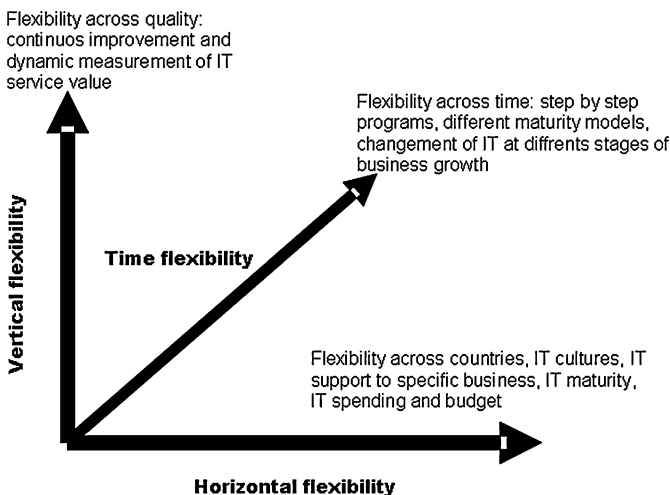 Flexibility across quality:
continuos improvement and
dynamic measurement of IT
service value
Flexibility across time: step by step
programs, different maturity models,
changement of IT at diffrents stages of
business growth
Time flexibility
Vertical flexibility
Flexibility across countries, IT cultures, IT
support to specific business, IT maturity,
IT spending and budget
Horizontal flexibility